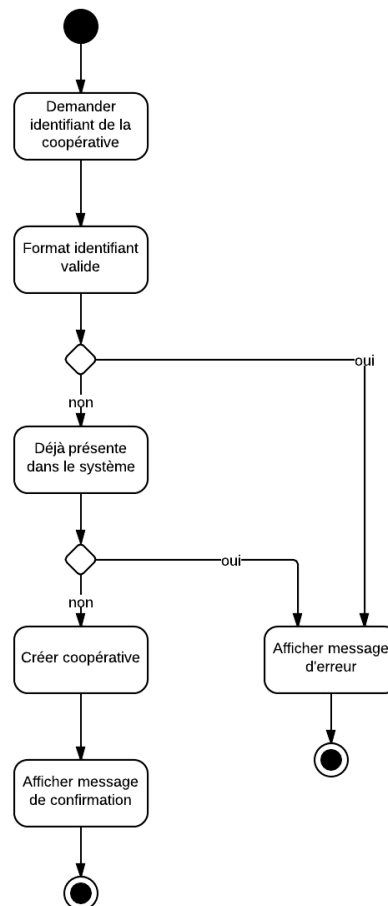 Demander
identifiant de la
coopérative
Format identifiant
valide
oui
non
Déjà présente
dans le système
oui
non
Créer coopérative
Afficher message
d'erreur
Afficher message
de confirmation